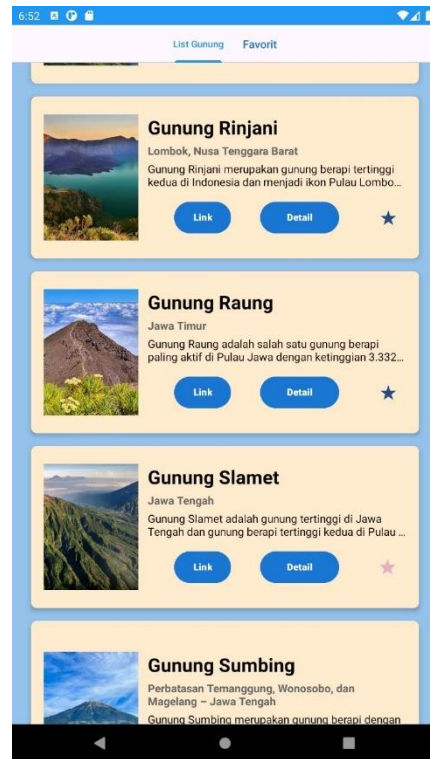 6:52
List Gunung Favorit
Gunung Rinjani
Lombok, Nusa Tenggara Barat
Gunung Rinjani merupakan gunung berapi tertinggi
kedua di Indonesia dan menjadi ikon Pulau Lombo...
Link Detail
Gunung Raung
Jawa Timur
Gunung Raung adalah salah satu gunung berapi
paling aktif di Pulau Jawa dengan ketinggian 3.332...
Link Detail
Gunung Slamet
Jawa Tengah
Gunung Slamet adalah gunung tertinggi di Jawa
Tengah dan gunung berapi tertinggi kedua di Pulau ...
Link Detail
Gunung Sumbing
Perbatasan Temanggung, Wonosobo, dan
Magelang – Jawa Tengah
Gunung Sumbing merupakan gunung berapi dengan